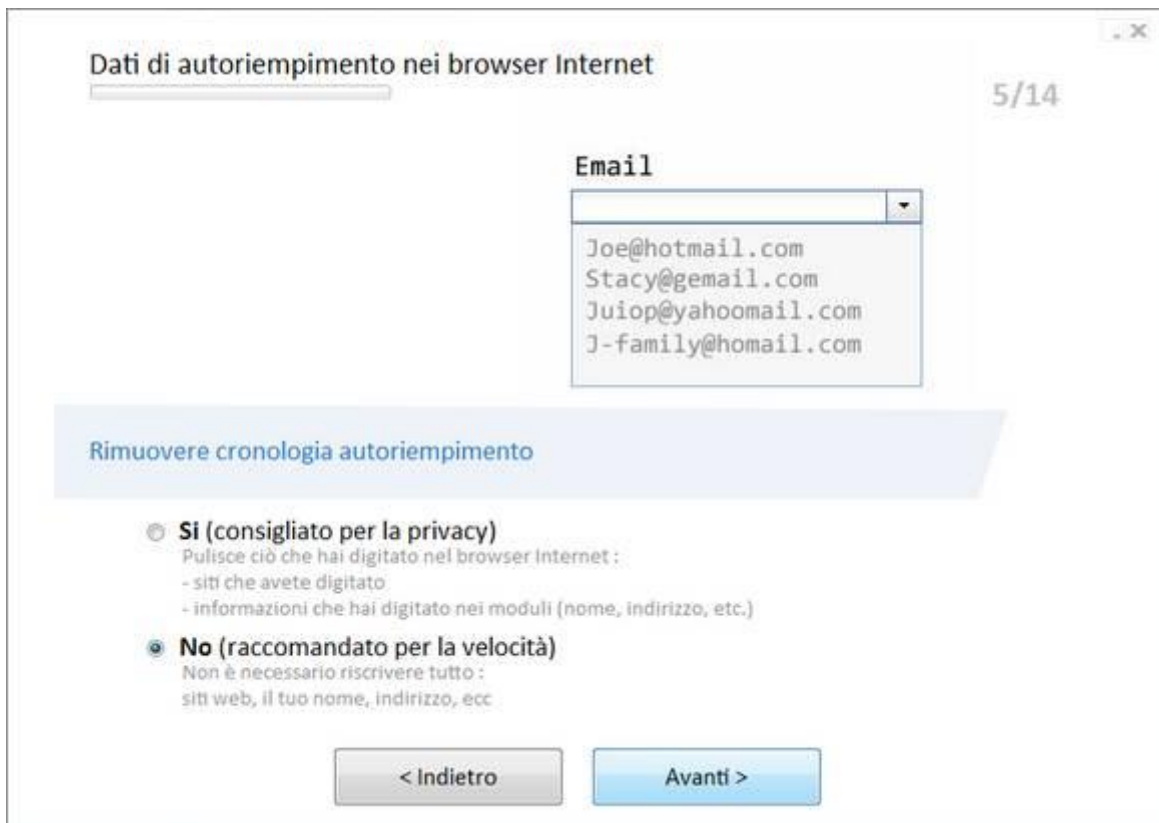 Dati di autoriempimento nei browser Internet
5/14
Email
Joe@hotmail.com
Stacy@gemail.com
Juiop@yahoomail.com
J-family@homail.com
Rimuovere cronologia autoriempimento
Si (consigliato per la privacy)
Pulisce ciò che hai digitato nel browser Internet :
- siti che avete digitato
- informazioni che hai digitato nei moduli (nome, indirizzo, etc.)
No (raccomandato per la velocità)
Non è necessario riscrivere tutto :
siti web, il tuo nome, indirizzo, ecc
< Indietro
Avanti >